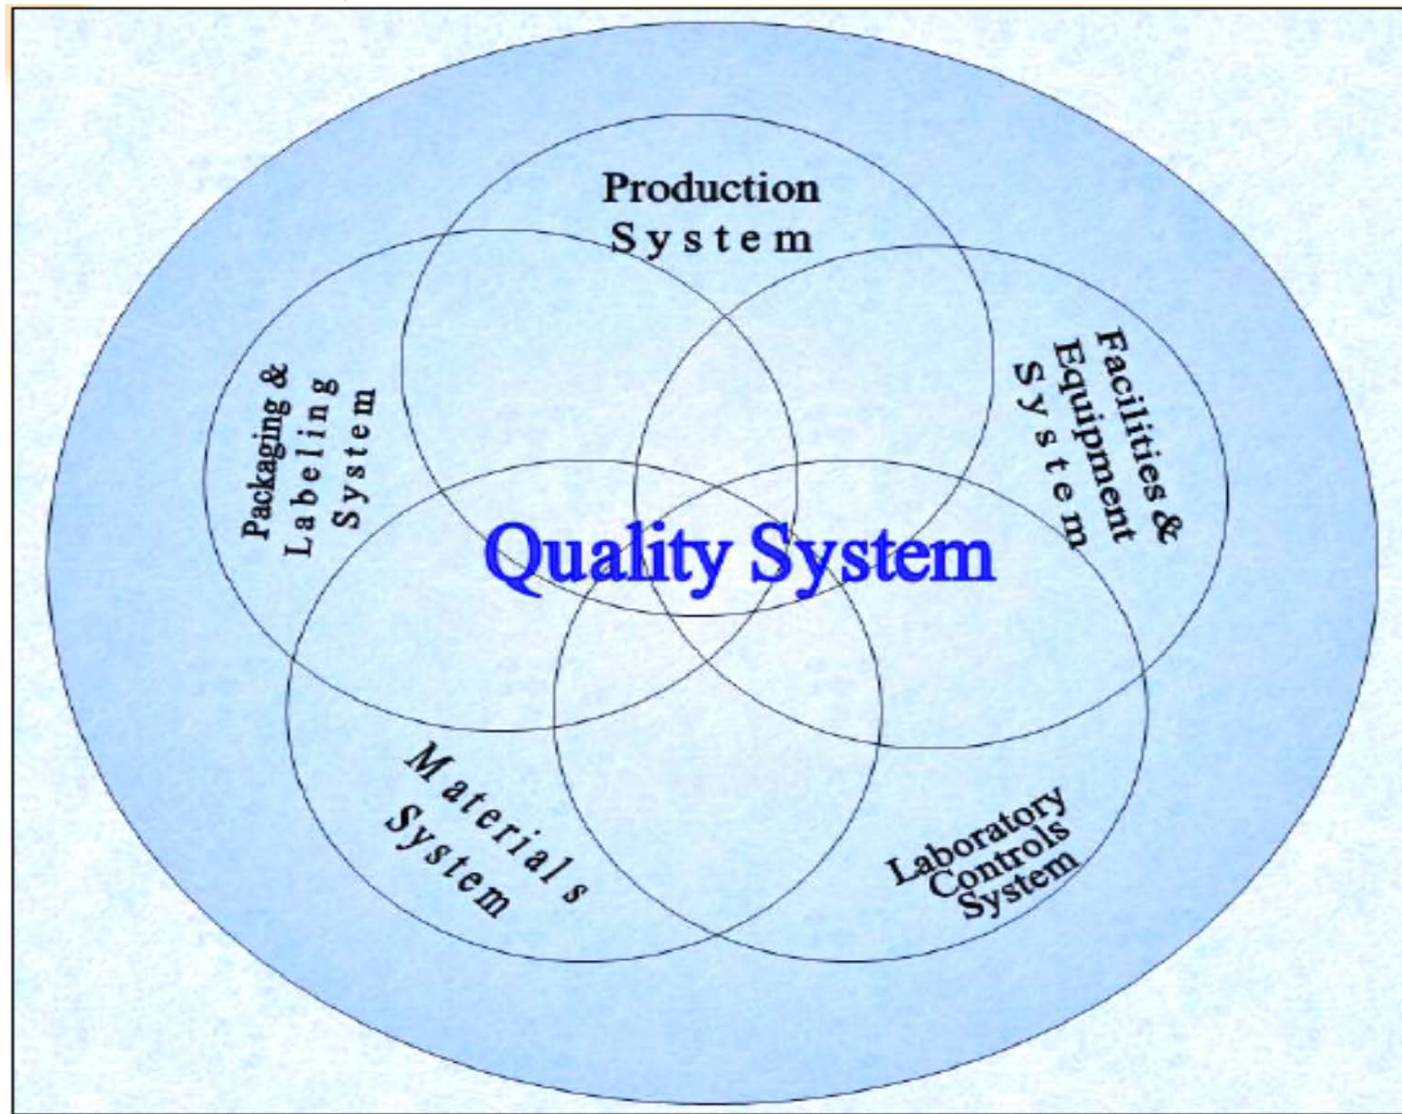 Production
System
Packaging &
Labeling
System
Facilities &
Equipment
System
Quality System
Materials
System
Laboratory
Controls
System